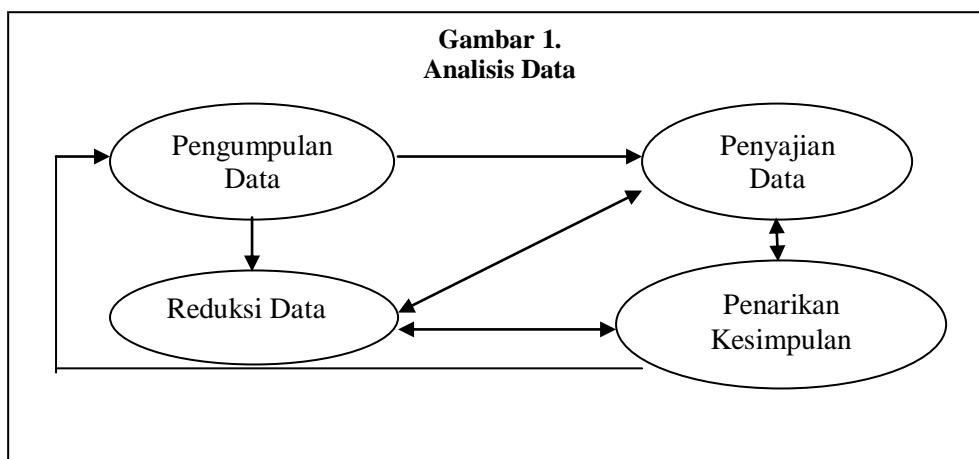 Gambar 1.
Analisis Data
Pengumpulan
Data
Penyajian
Data
Reduksi Data
Penarikan
Kesimpulan